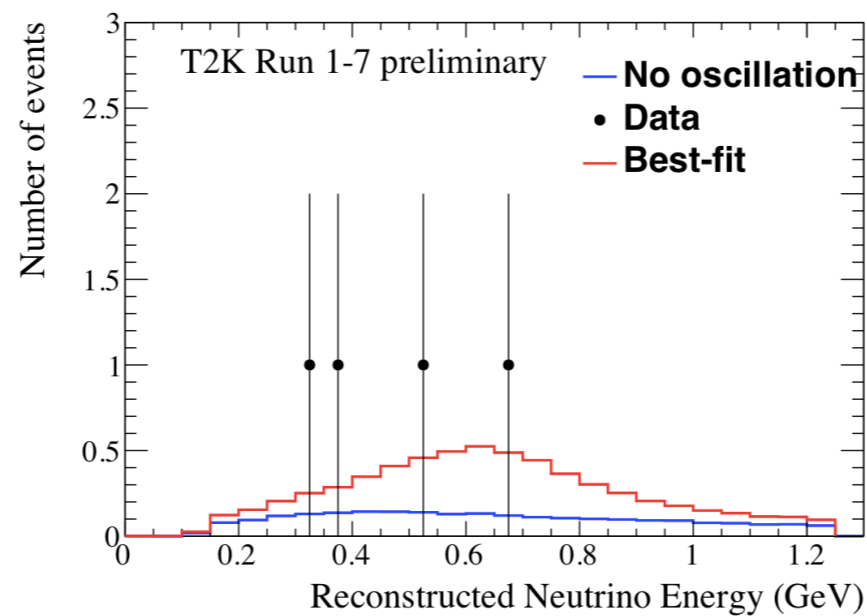 T2K Run 1-7 preliminary
No oscillation
Data
Best-fit
Number of events
3
2.5
2
1.5
1
0.5
0
0 0.2 0.4 0.6 0.8 1 1.2
Reconstructed Neutrino Energy (GeV)